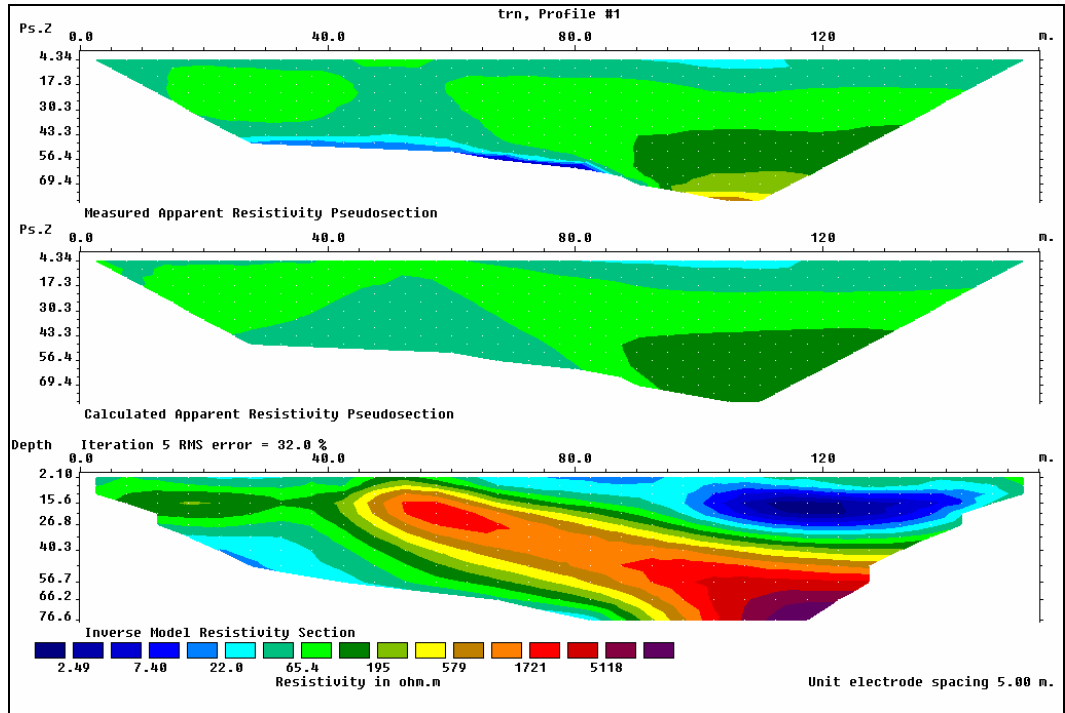 trn, Profile #1
Ps.Z 0.0 40.0 80.0 120 m.
4.34
17.3
30.3
43.3
56.4
69.4
Measured Apparent Resistivity Pseudosection
Ps.Z 0.0 40.0 80.0 120 m.
4.34
17.3
30.3
43.3
56.4
69.4
Calculated Apparent Resistivity Pseudosection
Depth Iteration 5 RMS error = 32.0 %
0.0 40.0 80.0 120 m.
2.10
15.6
26.8
40.3
56.7
66.2
76.6
Inverse Model Resistivity Section
2.49 7.40 22.0 65.4 195 579 1721 5118
Resistivity in ohm.m
Unit electrode spacing 5.00 m.